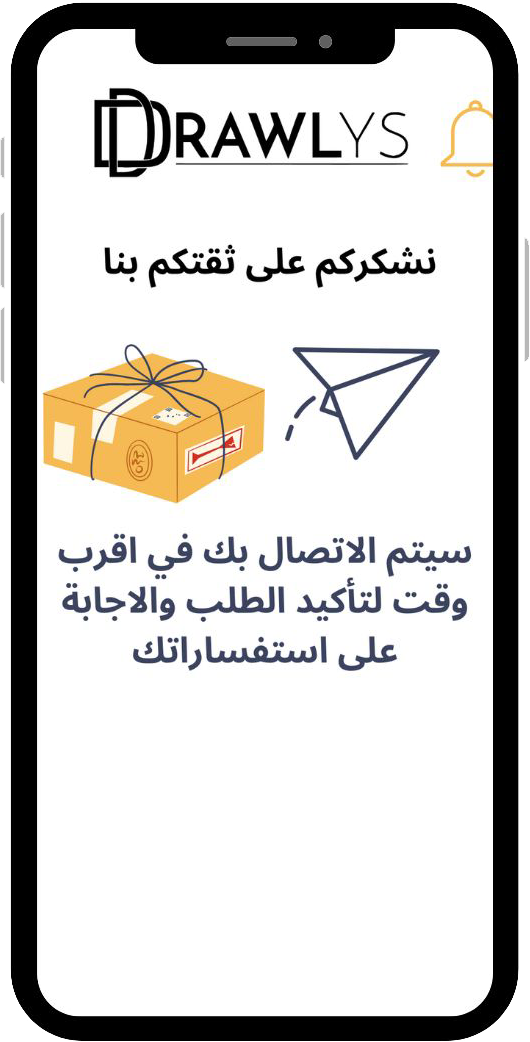 DRAWLYS
نشكركم على ثقتكم بنا
سيتم الاتصال بك في اقرب
وقت لتأكيد الطلب والاجابة
على استفساراتك